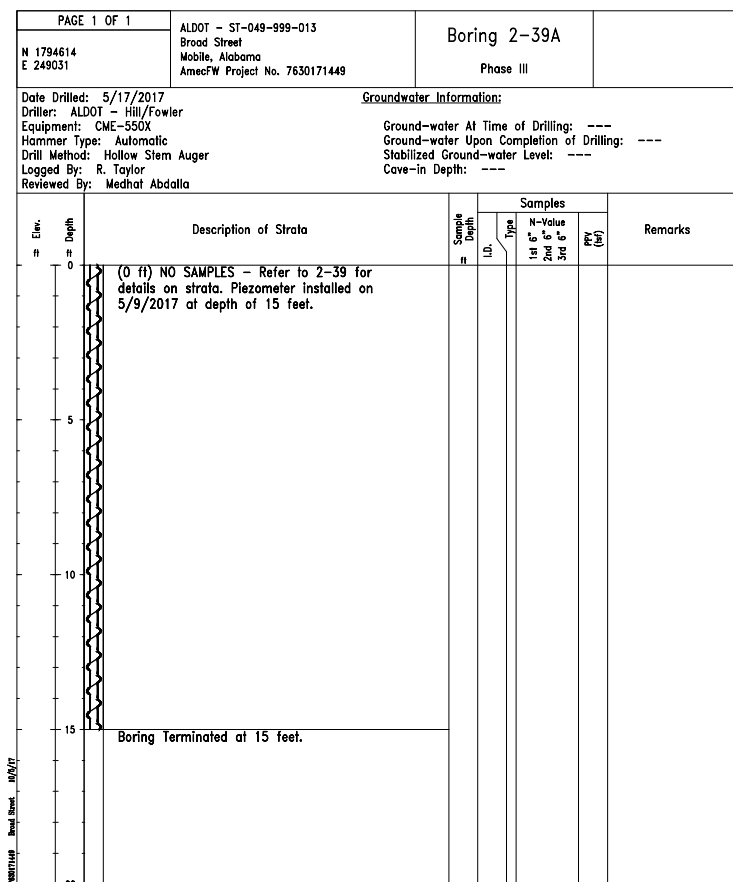 PAGE 1 OF 1
N 1794614
E 249031
ALDOT - ST-049-999-013
Broad Street
Mobile, Alabama
AmecFW Project No. 7630171449
Boring 2-39A
Phase III
Date Drilled: 5/17/2017
Driller: ALDOT - Hill/Fowler
Equipment: CME-550X
Hammer Type: Automatic
Drill Method: Hollow Stem Auger
Logged By: R. Taylor
Reviewed By: Medhat Abdalla
Groundwater Information:
Ground-water At Time of Drilling: ---
Ground-water Upon Completion of Drilling: ---
Stabilized Ground-water Level: ---
Cave-in Depth: ---
Elev.
ft
Depth
ft
Description of Strata
Sample
Depth
ft
Samples
I.D.
Type
N-Value
1st 6"
2nd 6"
3rd 6"
PPV
(tsf)
Remarks
0
(0 ft) NO SAMPLES - Refer to 2-39 for
details on strata. Piezometer installed on
5/9/2017 at depth of 15 feet.
5
10
15
Boring Terminated at 15 feet.
7630171449 Broad Street